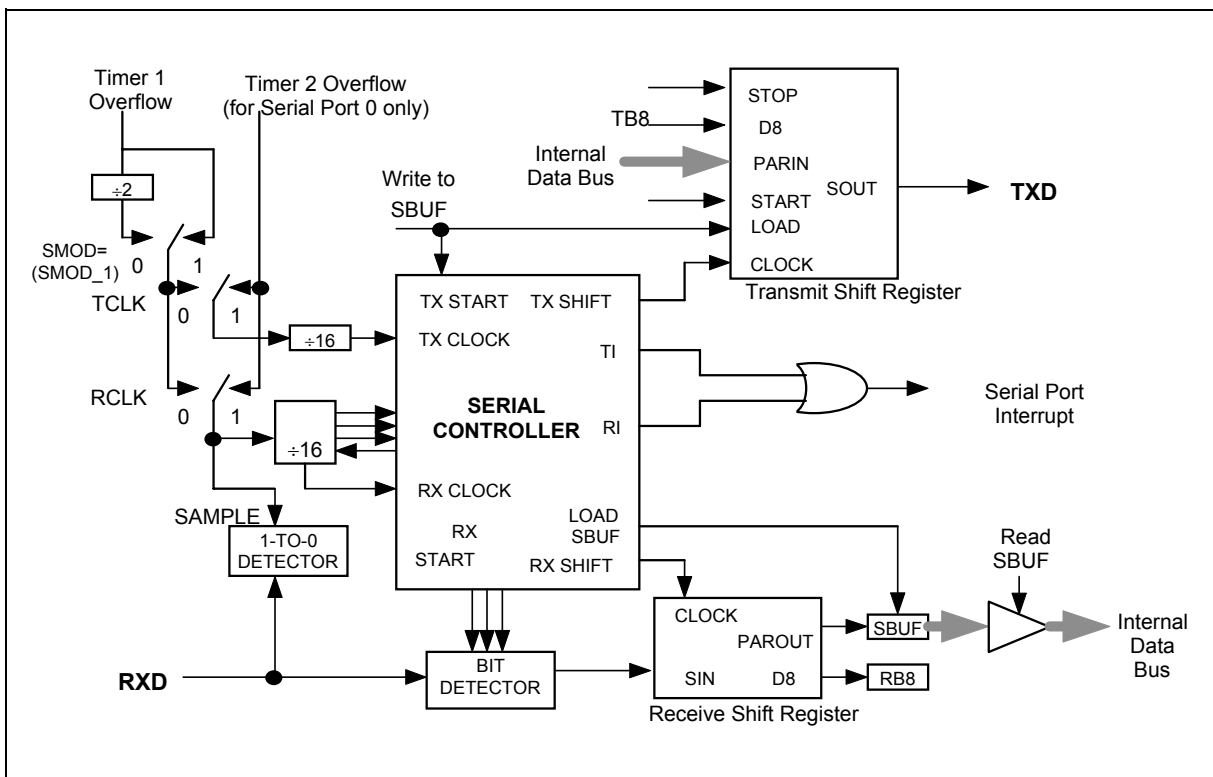 Timer 1
Overflow
Timer 2 Overflow
(for Serial Port 0 only)
÷2
SMOD=
(SMOD_1)
0
1
TCLK
0
1
÷16
RCLK
0
1
÷16
SAMPLE
1-TO-0
DETECTOR
RXD
Write to
SBUF
TX START
TX SHIFT
TX CLOCK
TI
SERIAL
CONTROLLER
RI
RX CLOCK
LOAD
SBUF
RX
START
RX SHIFT
BIT
DETECTOR
TB8
Internal
Data Bus
STOP
D8
PARIN
SOUT
START
LOAD
CLOCK
Transmit Shift Register
TXD
Serial Port
Interrupt
CLOCK
PAROUT
SIN
D8
Receive Shift Register
SBUF
RB8
Read
SBUF
Internal
Data
Bus